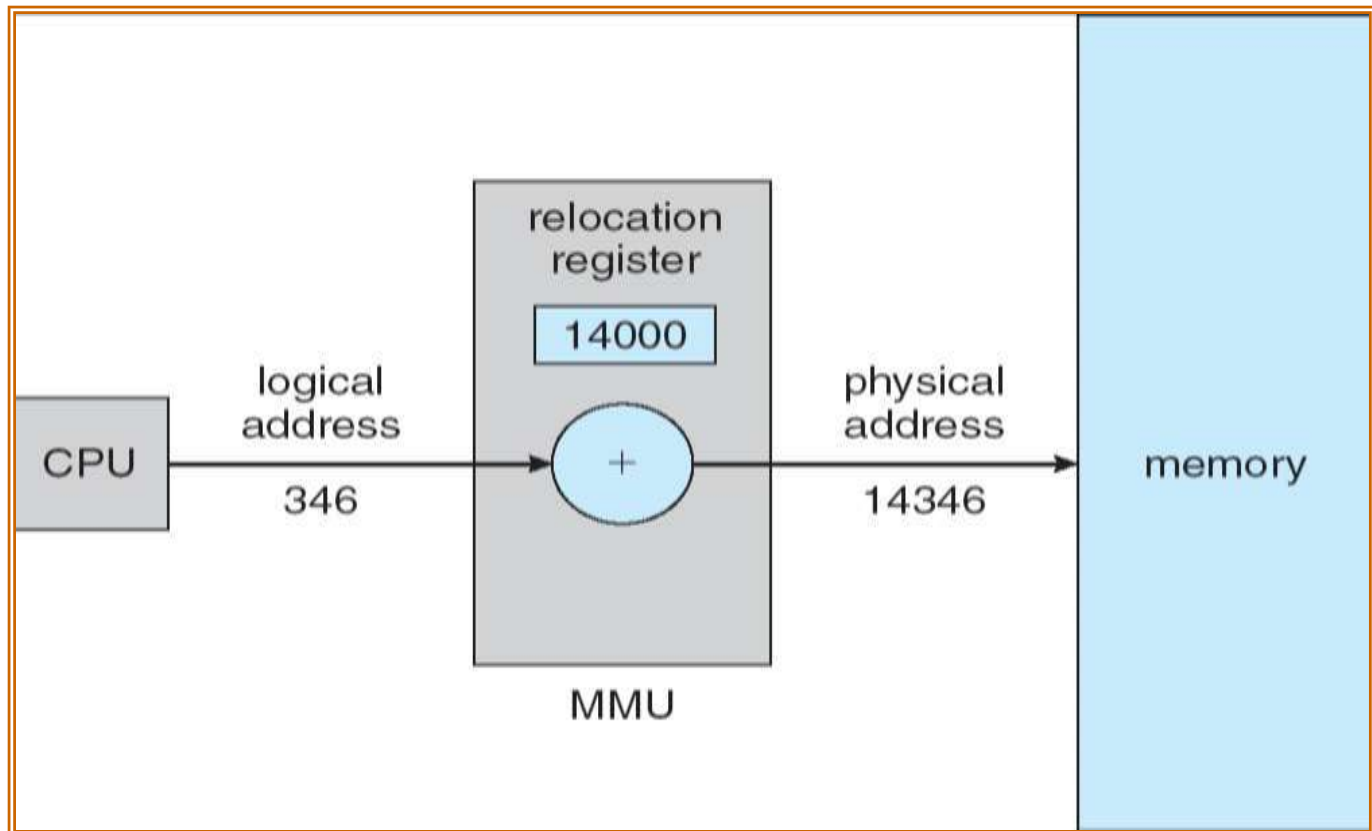 relocation
register
14000
logical
address
346
physical
address
14346
CPU
+
memory
MMU